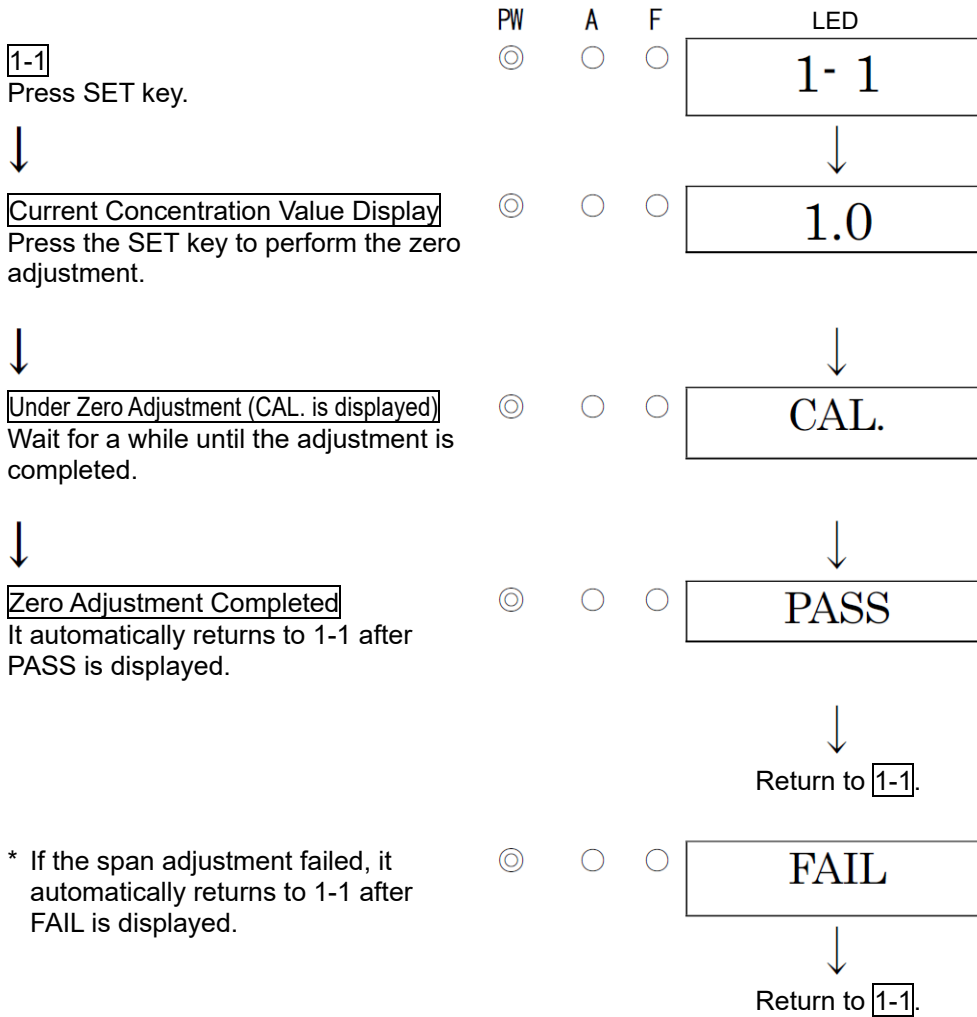 PW A F LED
1-1
Press SET key.
1- 1
Current Concentration Value Display
Press the SET key to perform the zero
adjustment.
1.0
Under Zero Adjustment (CAL. is displayed)
Wait for a while until the adjustment is
completed.
CAL.
Zero Adjustment Completed
It automatically returns to 1-1 after
PASS is displayed.
PASS
Return to 1-1.
* If the span adjustment failed, it
automatically returns to 1-1 after
FAIL is displayed.
FAIL
Return to 1-1.